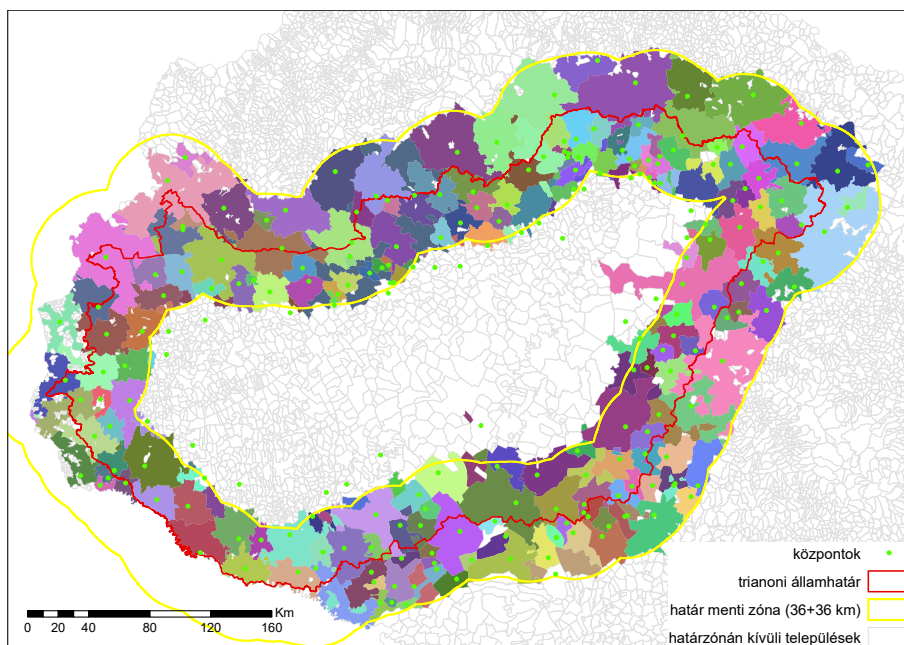 központok
trianoni államhatár
határ menti zóna (36+36 km)
határzónán kívüli települések
Km
0 20 40 80 120 160